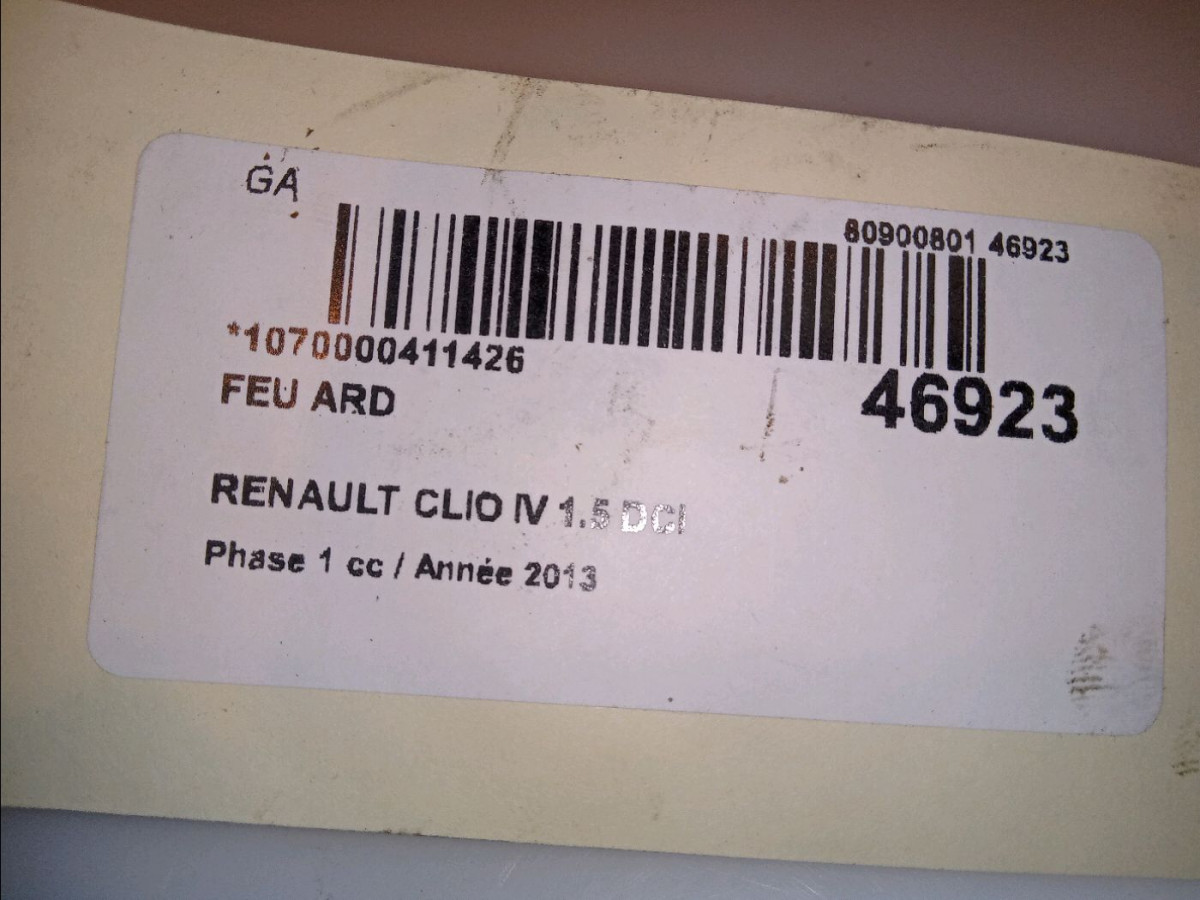 GA
80900801 46923
*1070000411426
46923
FEU ARD
RENAULT CLIO IV 1.5 DCI
Phase 1 cc / Année 2013